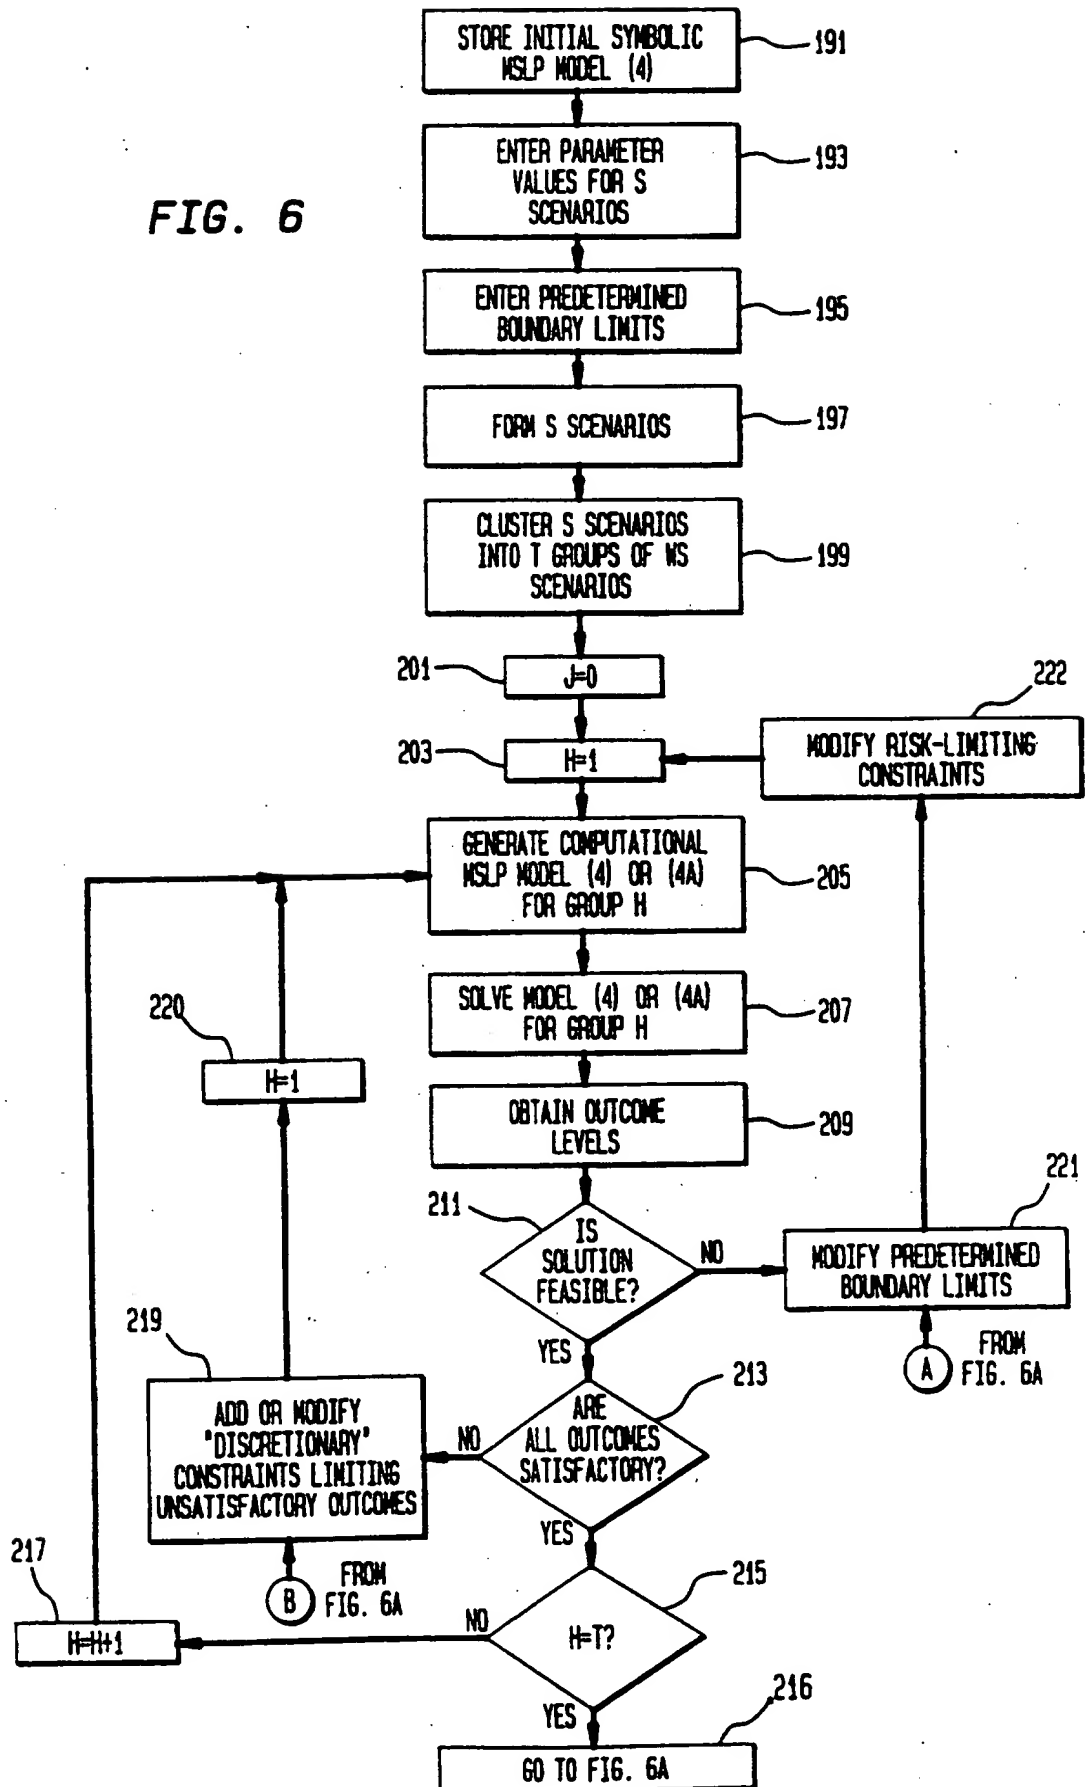 STORE INITIAL SYMBOLIC
MSLP MODEL (4)
191
ENTER PARAMETER
VALUES FOR S
SCENARIOS
193
FIG. 6
ENTER PREDETERMINED
BOUNDARY LIMITS
195
FORM S SCENARIOS
197
CLUSTER S SCENARIOS
INTO T GROUPS OF WS
SCENARIOS
199
201
J=0
222
203
H=1
MODIFY RISK-LIMITING
CONSTRAINTS
GENERATE COMPUTATIONAL
MSLP MODEL (4) OR (4A)
FOR GROUP H
205
SOLVE MODEL (4) OR (4A)
FOR GROUP H
207
220
H=1
OBTAIN OUTCOME
LEVELS
209
211
IS
SOLUTION
FEASIBLE?
NO
221
MODIFY PREDETERMINED
BOUNDARY LIMITS
YES
A
FROM
FIG. 6A
219
ADD OR MODIFY
"DISCRETIONARY"
CONSTRAINTS LIMITING
UNSATISFACTORY OUTCOMES
NO
213
ARE
ALL OUTCOMES
SATISFACTORY?
YES
B
FROM
FIG. 6A
217
H=H+1
NO
215
H=T?
YES
216
GO TO FIG. 6A